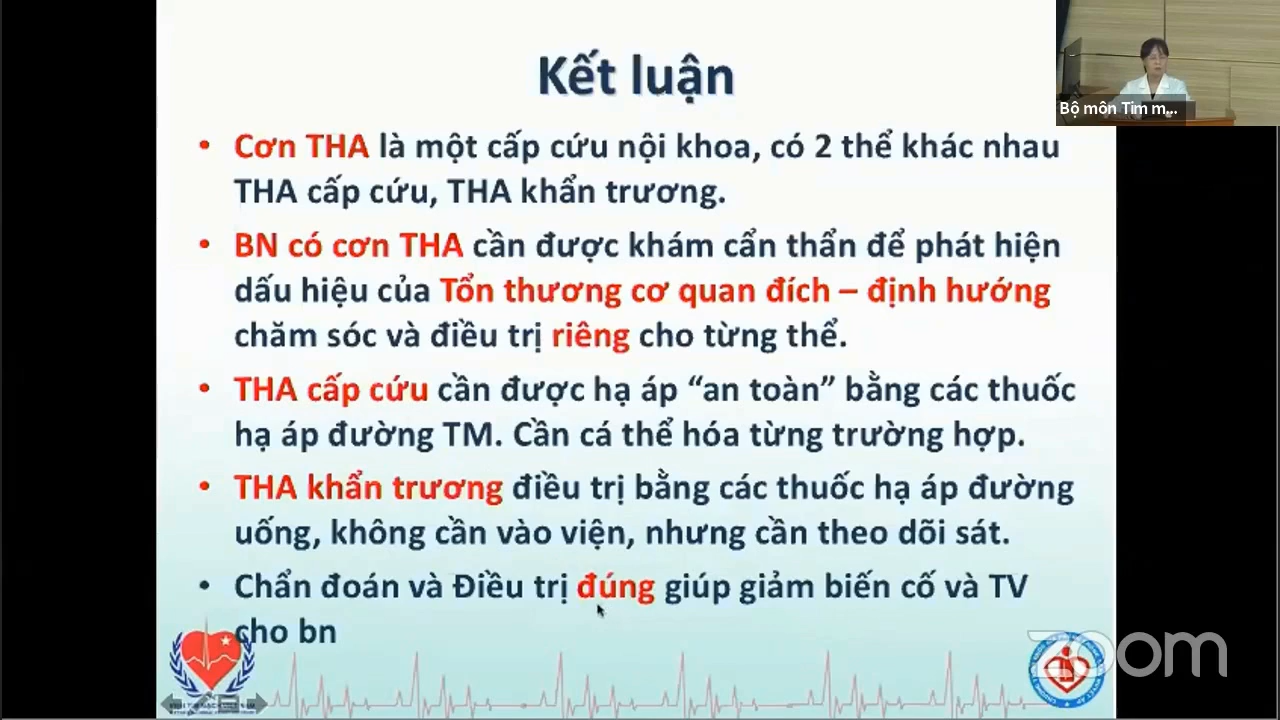 Kết luận
Bộ môn Tim m...
• Cơn THA là một cấp cứu nội khoa, có 2 thể khác nhau
THA cấp cứu, THA khẩn trương.
• BN có cơn THA cần được khám cẩn thẩn để phát hiện
dấu hiệu của Tổn thương cơ quan đích – định hướng
chăm sóc và điều trị riêng cho từng thể.
• THA cấp cứu cần được hạ áp “an toàn” bằng các thuốc
hạ áp đường TM. Cần cá thể hóa từng trường hợp.
• THA khẩn trương điều trị bằng các thuốc hạ áp đường
uống, không cần vào viện, nhưng cần theo dõi sát.
• Chẩn đoán và Điều trị đúng giúp giảm biến cố và TV
cho bn
zoom